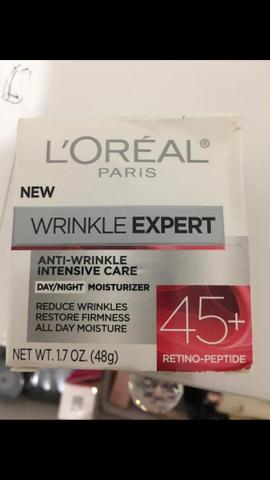 L'ORÉAL®
PARIS
NEW
WRINKLE EXPERT
ANTI-WRINKLE
INTENSIVE CARE
DAY/NIGHT MOISTURIZER
REDUCE WRINKLES
RESTORE FIRMNESS
ALL DAY MOISTURE
45+
RETINO-PEPTIDE
NET WT. 1.7 OZ. (48g)